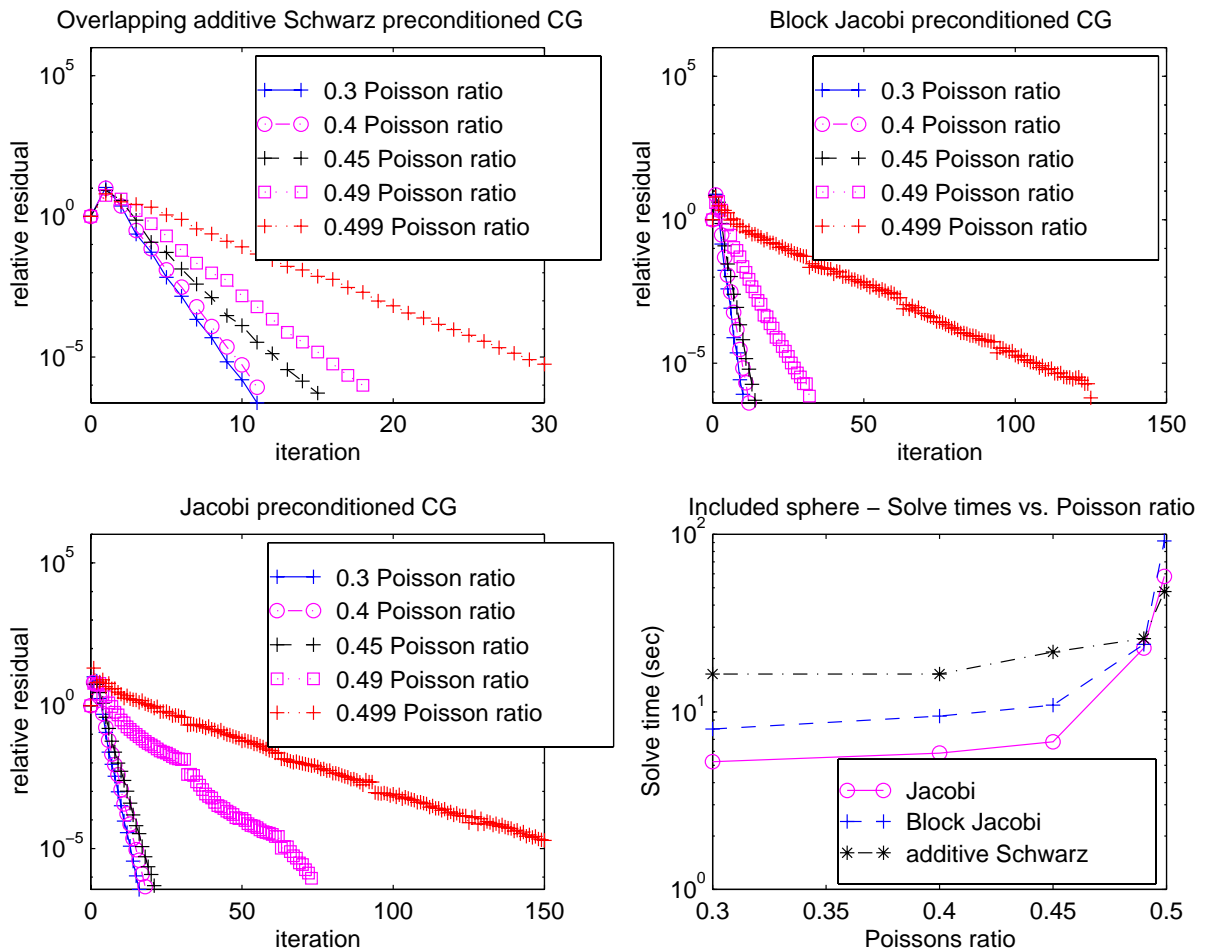 Overlapping additive Schwarz preconditioned CG
10^5
10^0
10^-5
relative residual
0.3 Poisson ratio
0.4 Poisson ratio
0.45 Poisson ratio
0.49 Poisson ratio
0.499 Poisson ratio
0 10 20 30
iteration
Block Jacobi preconditioned CG
10^5
10^0
10^-5
relative residual
0.3 Poisson ratio
0.4 Poisson ratio
0.45 Poisson ratio
0.49 Poisson ratio
0.499 Poisson ratio
0 50 100 150
iteration
Jacobi preconditioned CG
10^5
10^0
10^-5
relative residual
0.3 Poisson ratio
0.4 Poisson ratio
0.45 Poisson ratio
0.49 Poisson ratio
0.499 Poisson ratio
0 50 100 150
iteration
Included sphere − Solve times vs. Poisson ratio
10^2
10^1
10^0
Solve time (sec)
Jacobi
Block Jacobi
additive Schwarz
0.3 0.35 0.4 0.45 0.5
Poissons ratio